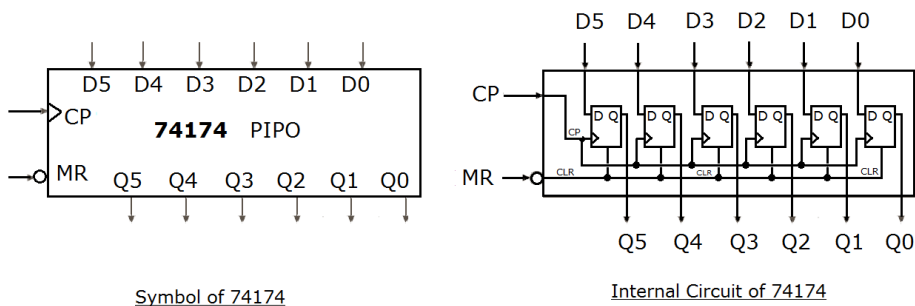 D5 D4 D3 D2 D1 D0
CP
74174 PIPO
MR
Q5 Q4 Q3 Q2 Q1 Q0
Symbol of 74174
D5 D4 D3 D2 D1 D0
CP
D Q D Q D Q D Q D Q D Q
CP
MR
CLR CLR CLR
Q5 Q4 Q3 Q2 Q1 Q0
Internal Circuit of 74174